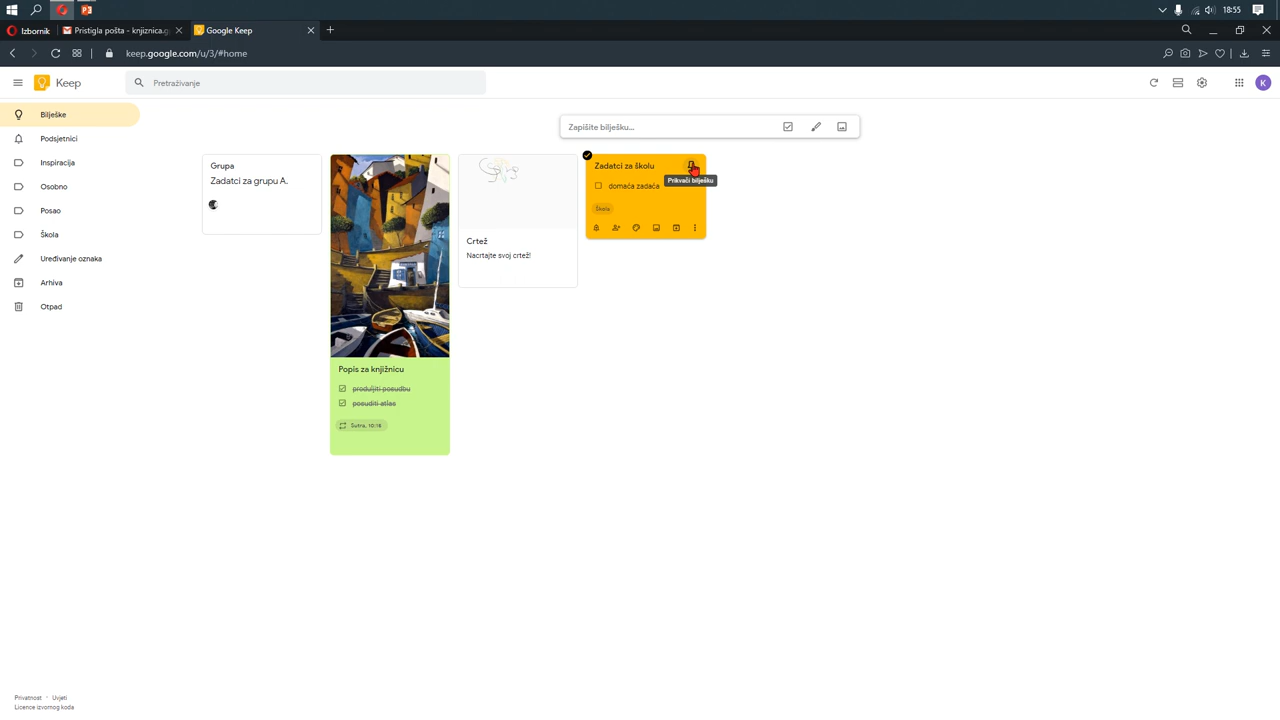 18:55
Izbornik
Pristigla pošta - knjiznica.g
Google Keep
keep.google.com/u/3/#home
Keep
Pretraživanje
K
Bilješke
Podsjetnici
Inspiracija
Osobno
Posao
Škola
Uređivanje oznaka
Arhiva
Otpad
Zapišite bilješku...
Grupa
Zadatci za grupu A.
Popis za knjižnicu
produljiti posudbu
posuditi atlas
Sutra, 10:16
Crtež
Nacrtajte svoj crtež!
Zadatci za školu
Prikvači bilješku
domaća zadaća
Škola
Privatnost · Uvjeti
Licence izvornog koda